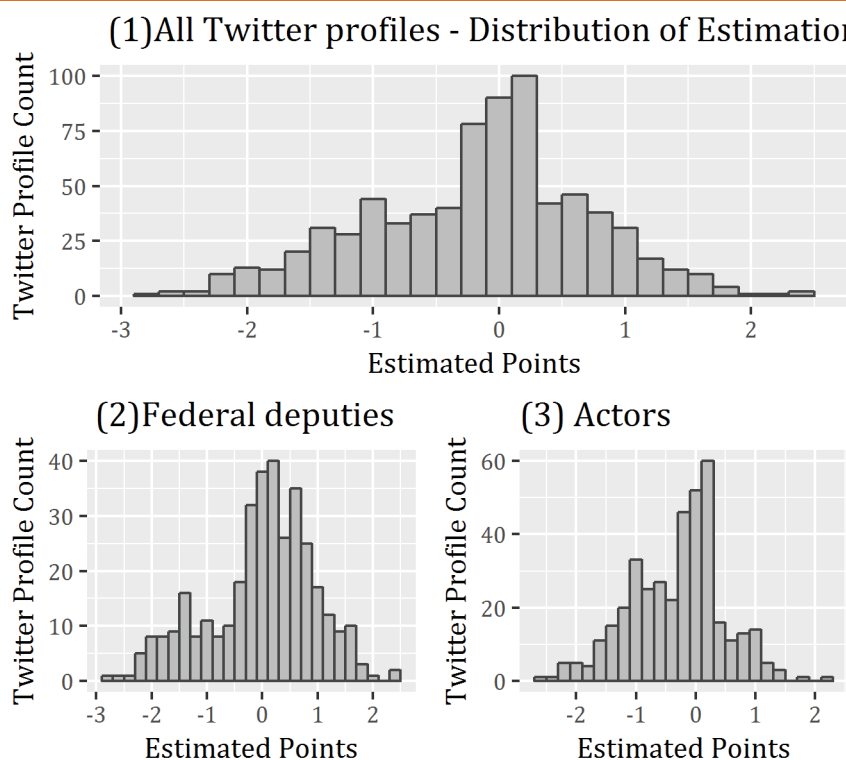 (1)All Twitter profiles - Distribution of Estimation
Twitter Profile Count
100
75
50
25
0
-3 -2 -1 0 1 2
Estimated Points
(2)Federal deputies
Twitter Profile Count
40
30
20
10
0
-3 -2 -1 0 1 2
Estimated Points
(3) Actors
Twitter Profile Count
60
40
20
0
-2 -1 0 1 2
Estimated Points